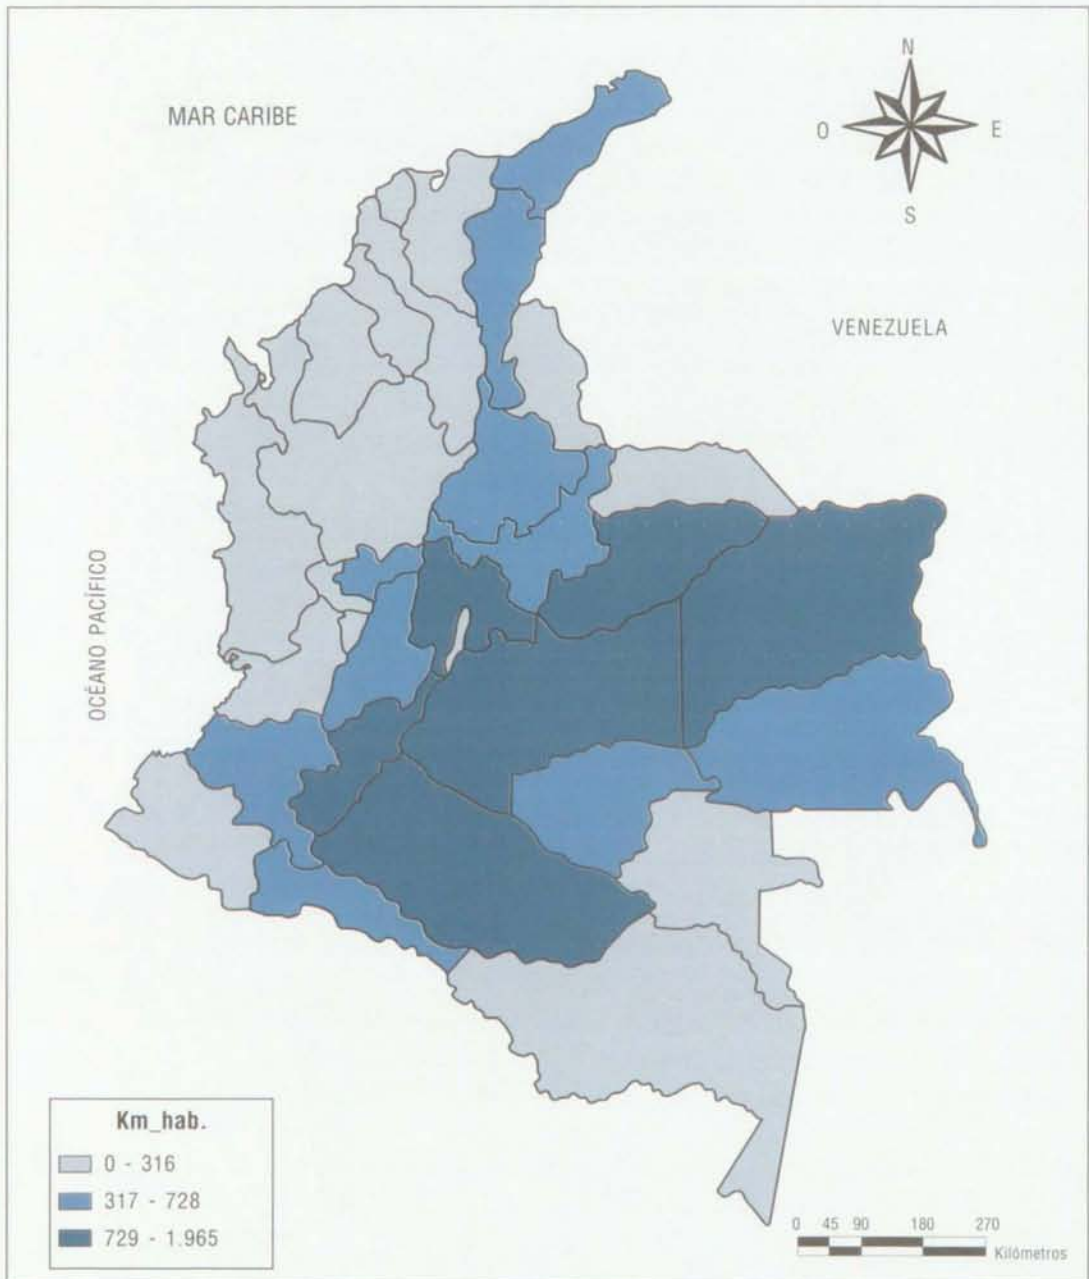 N
MAR CARIBE
O
E
S
VENEZUELA
OCÉANO PACÍFICO
Km_hab.
0 - 316
317 - 728
729 - 1.965
0 45 90 180 270
Kilómetros